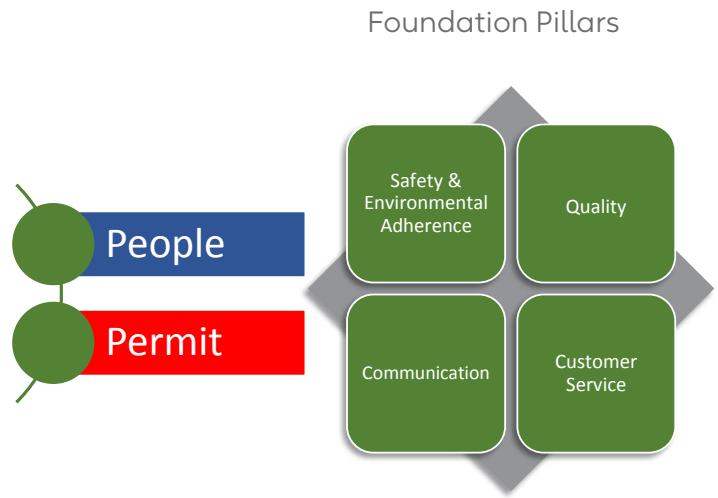 Foundation Pillars
People
Permit
Safety &
Environmental
Adherence
Quality
Communication
Customer
Service